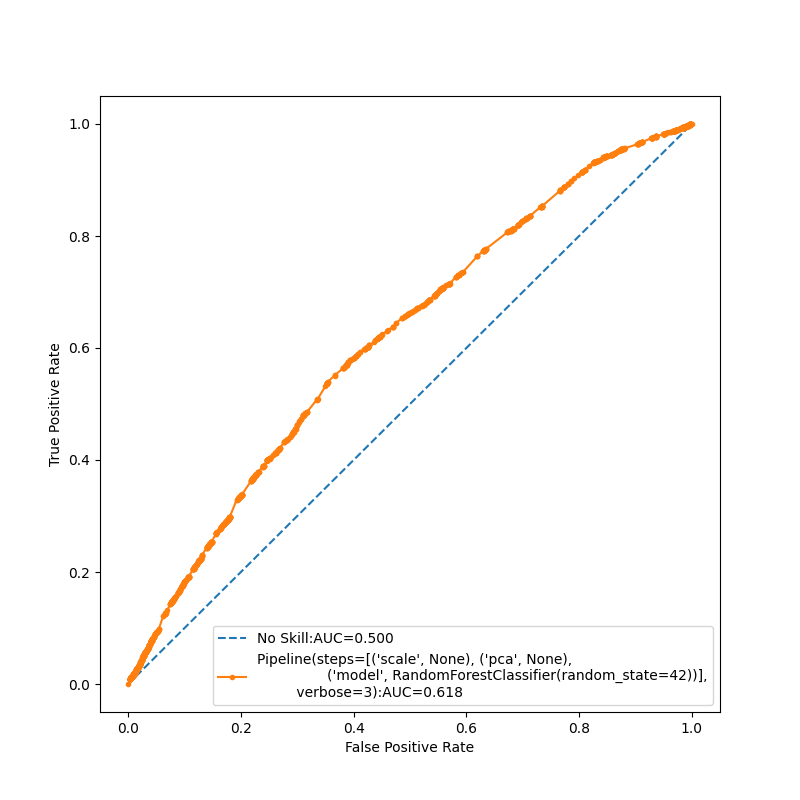 1.0
0.8
0.6
0.4
0.2
0.0
True Positive Rate
No Skill:AUC=0.500
Pipeline(steps=[('scale', None), ('pca', None),
('model', RandomForestClassifier(random_state=42))],
verbose=3):AUC=0.618
0.0 0.2 0.4 0.6 0.8 1.0
False Positive Rate